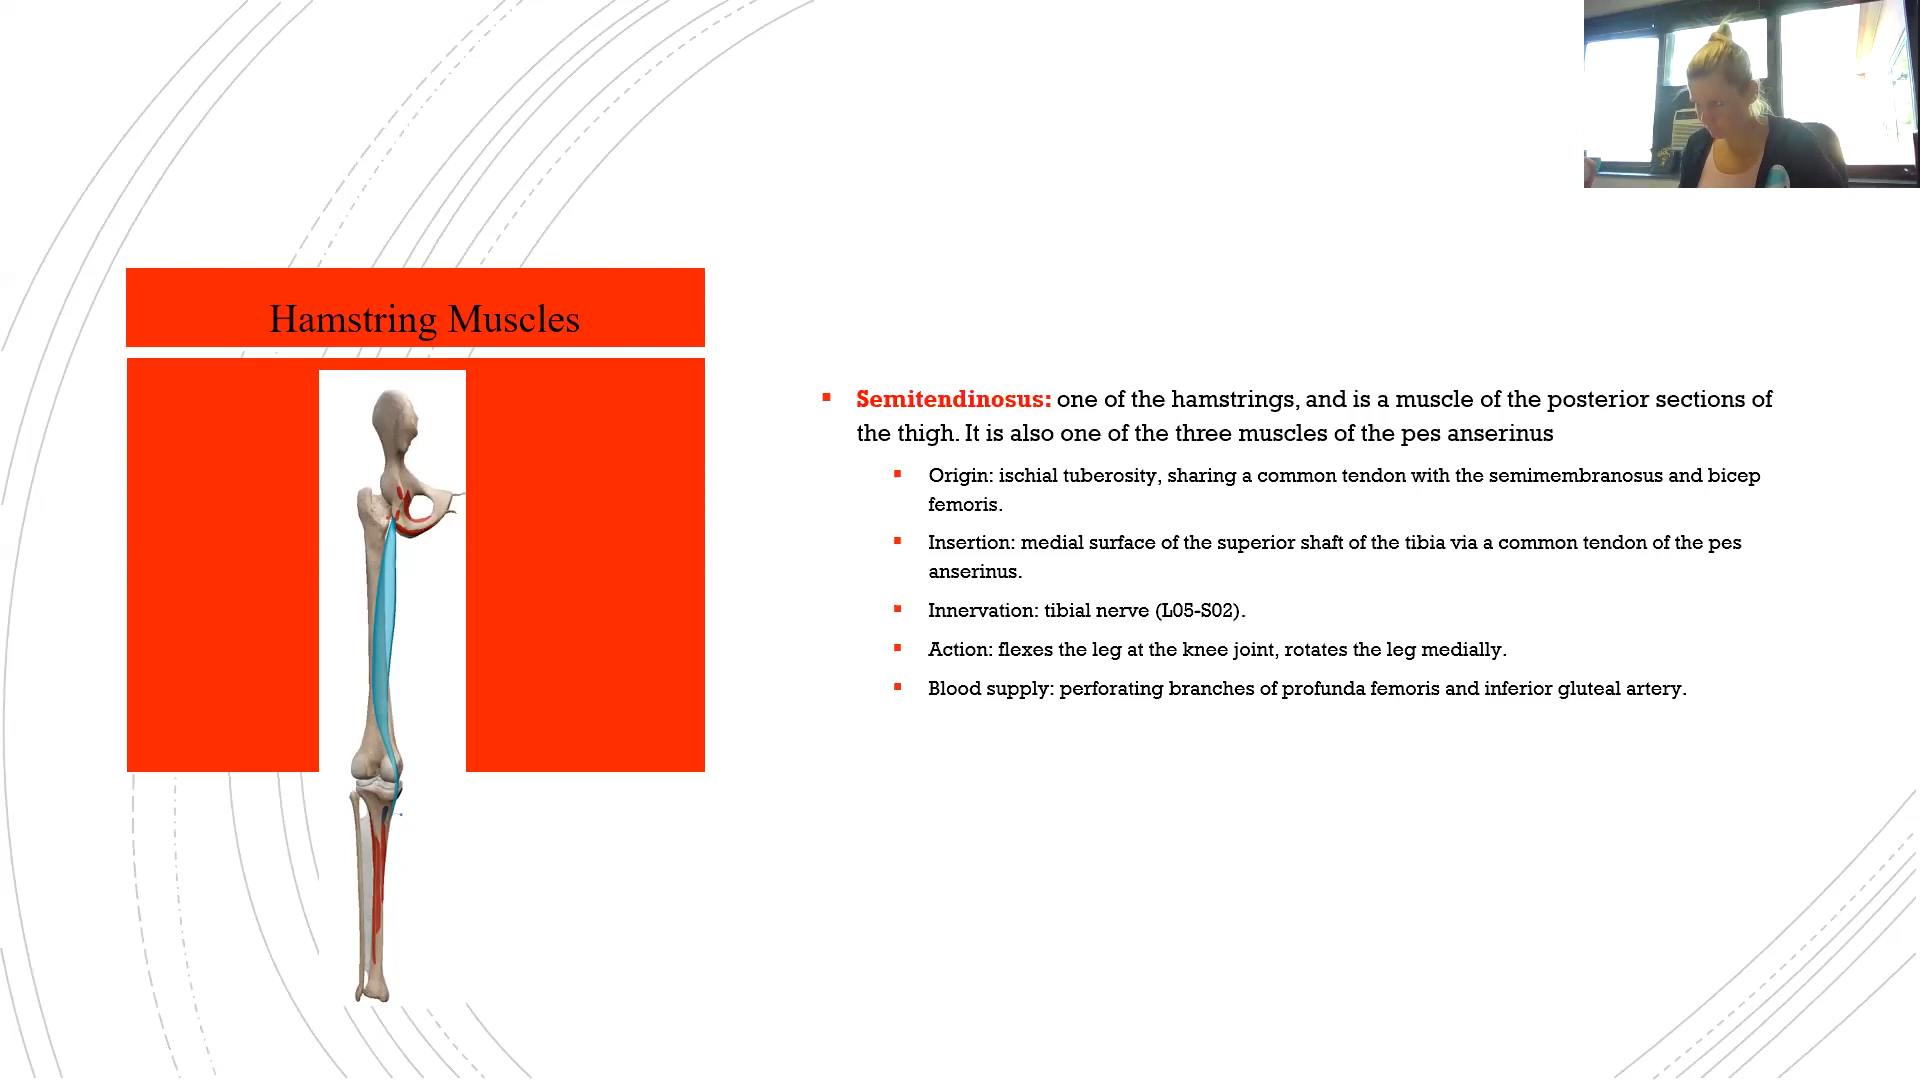 Hamstring Muscles
Semitendinosus: one of the hamstrings, and is a muscle of the posterior sections of
the thigh. It is also one of the three muscles of the pes anserinus
Origin: ischial tuberosity, sharing a common tendon with the semimembranosus and bicep
femoris.
Insertion: medial surface of the superior shaft of the tibia via a common tendon of the pes
anserinus.
Innervation: tibial nerve (L05-S02).
Action: flexes the leg at the knee joint, rotates the leg medially.
Blood supply: perforating branches of profunda femoris and inferior gluteal artery.